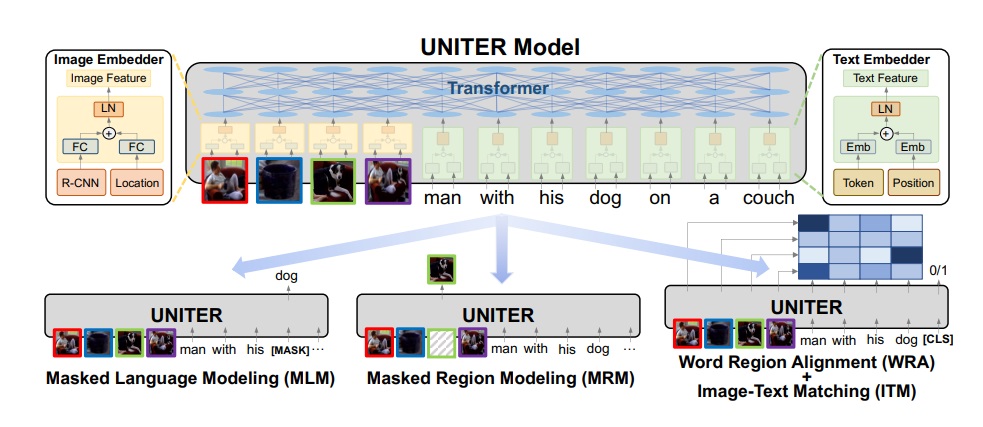 UNITER Model
Image Embedder
Image Feature
LN
+
FC FC
R-CNN Location
Transformer
Text Embedder
Text Feature
LN
+
Emb Emb
Token Position
man with his dog on a couch
dog
UNITER
man with his [MASK] ...
Masked Language Modeling (MLM)
UNITER
man with his dog ...
Masked Region Modeling (MRM)
0/1
UNITER
man with his dog [CLS]
Word Region Alignment (WRA)
+
Image-Text Matching (ITM)